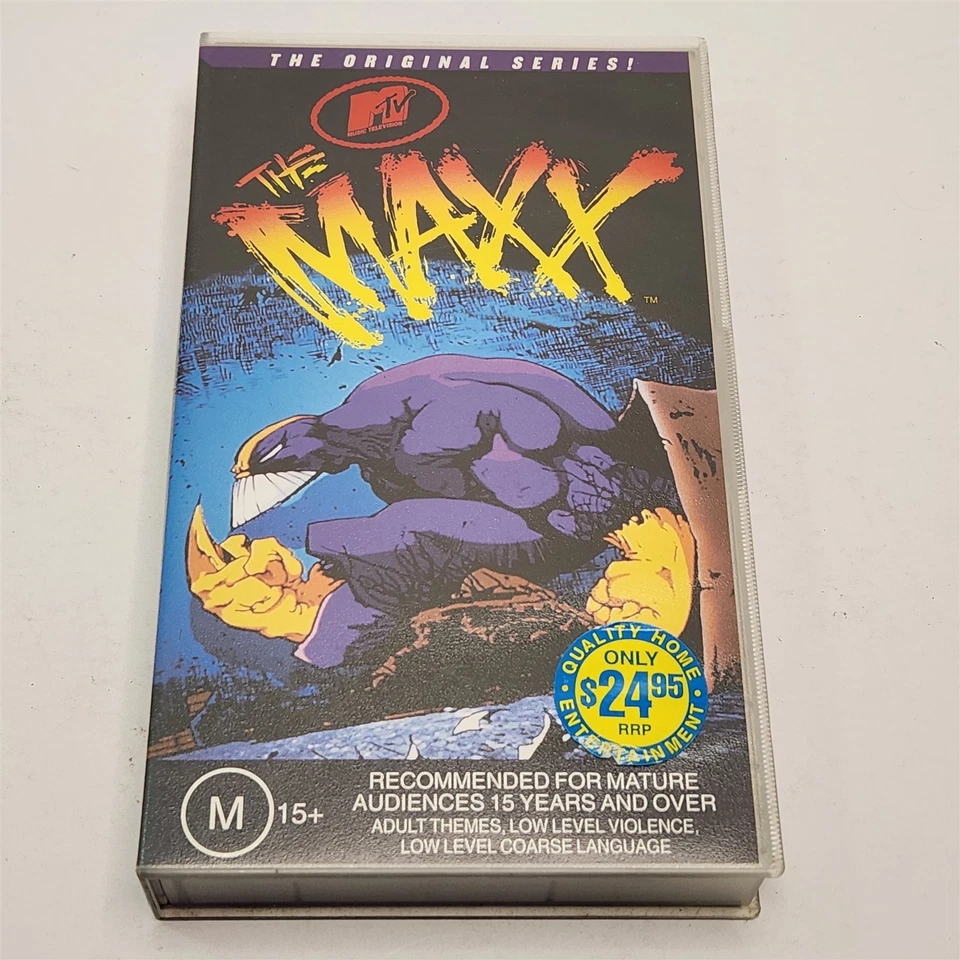 THE ORIGINAL SERIES!
MTV
MUSIC TELEVISION
THE
MAXX
TM
QUALITY HOME
ONLY
$24.95
RRP
ENTERTAINMENT
M 15+
RECOMMENDED FOR MATURE
AUDIENCES 15 YEARS AND OVER
ADULT THEMES, LOW LEVEL VIOLENCE,
LOW LEVEL COARSE LANGUAGE